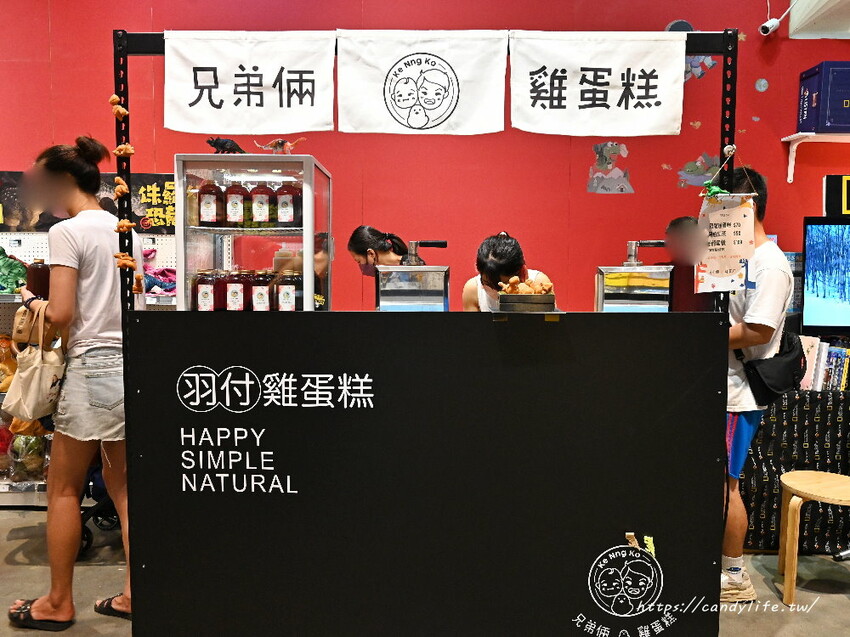 兄弟倆
Ke Nng Ko
雞蛋糕
羽付雞蛋糕
HAPPY
SIMPLE
NATURAL
Ke Nng Ko
兄弟倆 雞蛋糕
https://candylife.tw/